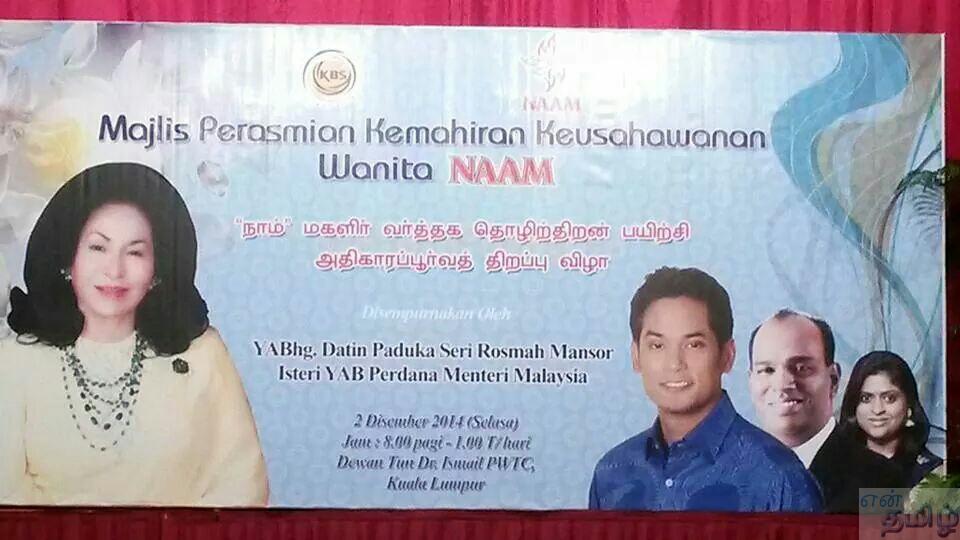 KBS
NAAM
Majlis Perasmian Kemahiran Keusahawanan
Wanita NAAM
"நாம்" மகளிர் வர்த்தக தொழிற்திறன் பயிற்சி
அதிகாரப்பூர்வத் திறப்பு விழா
Disempurnakan Oleh
YABhg. Datin Paduka Seri Rosmah Mansor
Isteri YAB Perdana Menteri Malaysia
2 Disember 2014 (Selasa)
Jam : 8.00 pagi - 1.00 T/hari
Dewan Tun Dr. Ismail PWTC,
Kuala Lumpur
என்
தமிழ்